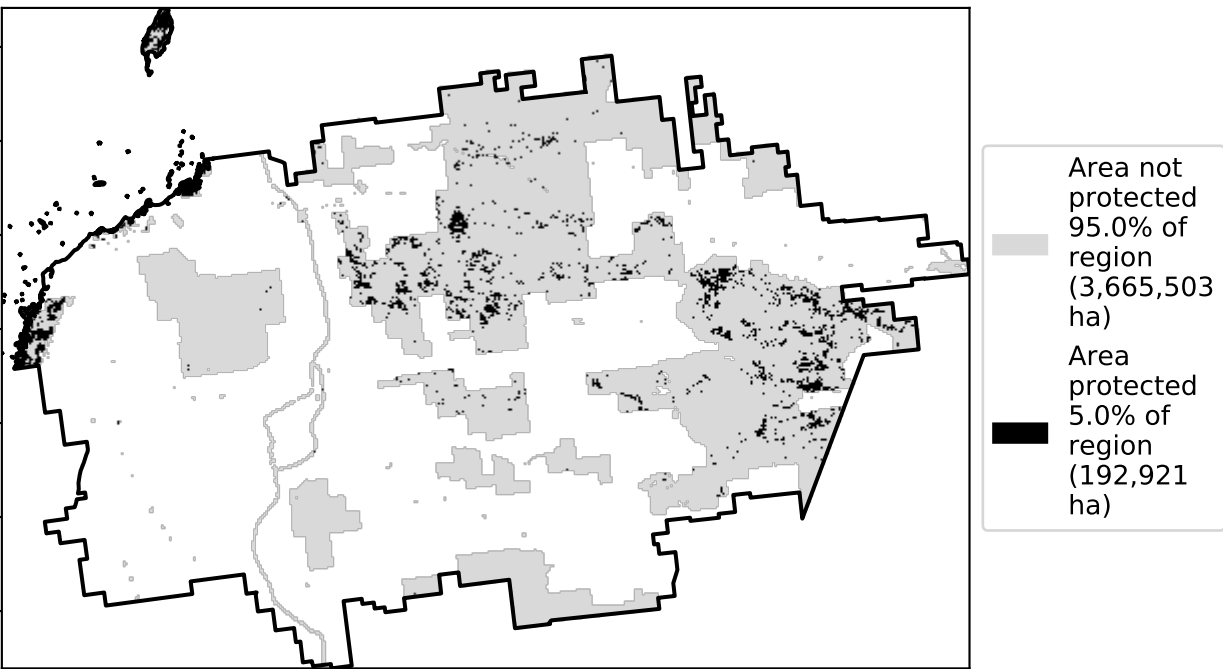 Area not
protected
95.0% of
region
(3,665,503
ha)
Area
protected
5.0% of
region
(192,921
ha)